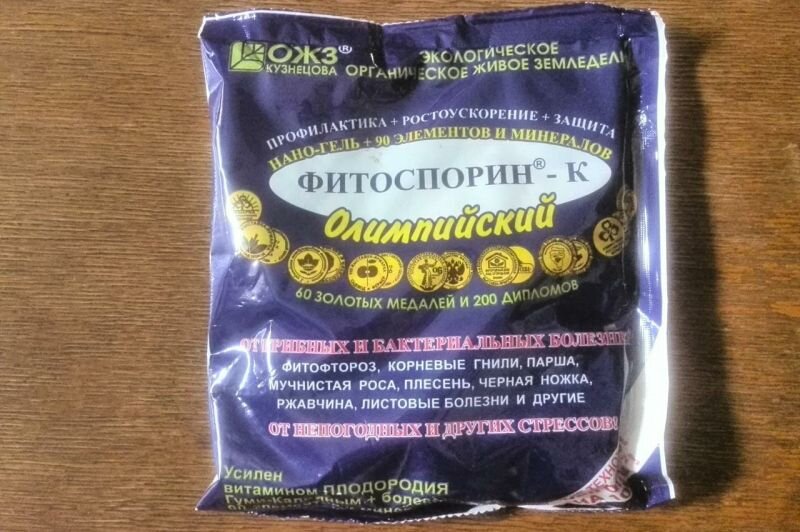 ОЖЗ®
КУЗНЕЦОВА
ЭКОЛОГИЧЕСКОЕ
ОРГАНИЧЕСКОЕ ЖИВОЕ ЗЕМЛЕДЕЛ
ПРОФИЛАКТИКА + РОСТОУСКОРЕНИЕ + ЗАЩИТА
НАНО-ГЕЛЬ + 90 ЭЛЕМЕНТОВ И МИНЕРАЛОВ
ФИТОСПОРИН® - К
Олимпийский
60 ЗОЛОТЫХ МЕДАЛЕЙ И 200 ДИПЛОМОВ
ОТ ГРИБНЫХ И БАКТЕРИАЛЬНЫХ БОЛЕЗН
ФИТОФТОРОЗ, КОРНЕВЫЕ ГНИЛИ, ПАРША,
МУЧНИСТАЯ РОСА, ПЛЕСЕНЬ, ЧЕРНАЯ НОЖКА,
РЖАВЧИНА, ЛИСТОВЫЕ БОЛЕЗНИ И ДРУГИЕ
ОТ НЕПОГОДНЫХ И ДРУГИХ СТРЕССОВ!
Усилен
витамином ПЛОДОРОДИЯ